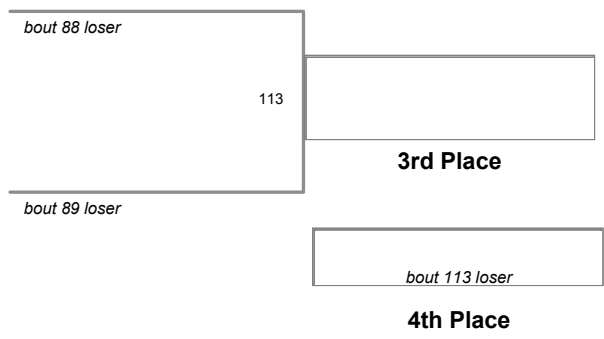 bout 88 loser
113
3rd Place
bout 89 loser
bout 113 loser
4th Place